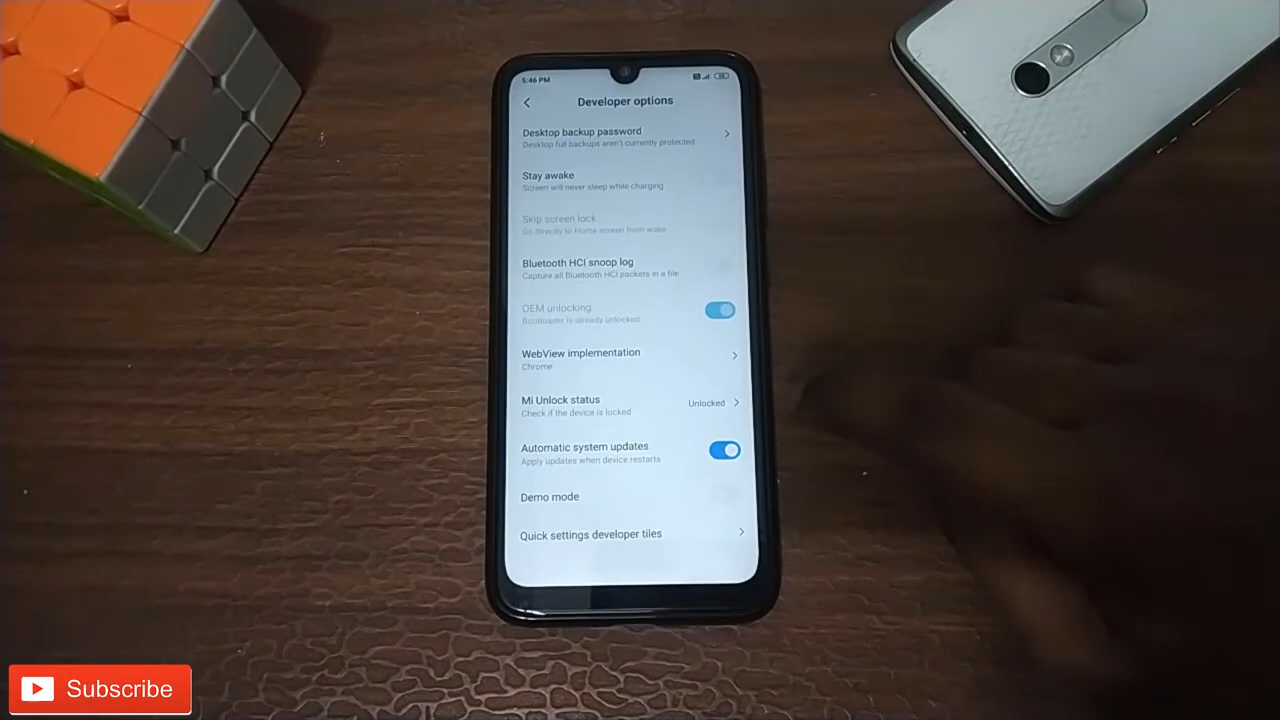 5:46 PM
Developer options
Desktop backup password
Desktop full backups aren't currently protected
Stay awake
Screen will never sleep while charging
Skip screen lock
Go directly to Home screen from wake
Bluetooth HCI snoop log
Capture all Bluetooth HCI packets in a file
OEM unlocking
Bootloader is already unlocked
WebView implementation
Chrome
Mi Unlock status
Unlocked
Check if the device is locked
Automatic system updates
Apply updates when device restarts
Demo mode
Quick settings developer tiles
Subscribe